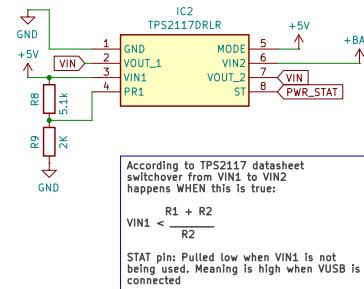 IC2
TPS2117DRLR
GND
+5V
+5V
+BA
VIN
1 GND MODE 5
2 VOUT_1 VIN2 6
3 VIN1 VOUT_2 7 VIN
4 PR1 ST 8 PWR_STAT
R8 5.1k
R9 2K
GND
According to TPS2117 datasheet
switchover from VIN1 to VIN2
happens WHEN this is true:
R1 + R2
VIN1 < ———
R2
STAT pin: Pulled low when VIN1 is not
being used. Meaning is high when VUSB is
connected